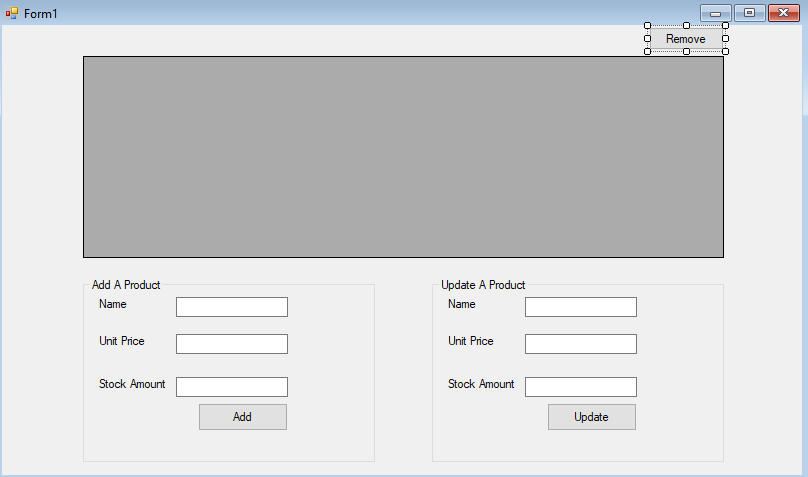 Form1
Remove
Add A Product
Name
Unit Price
Stock Amount
Add
Update A Product
Name
Unit Price
Stock Amount
Update